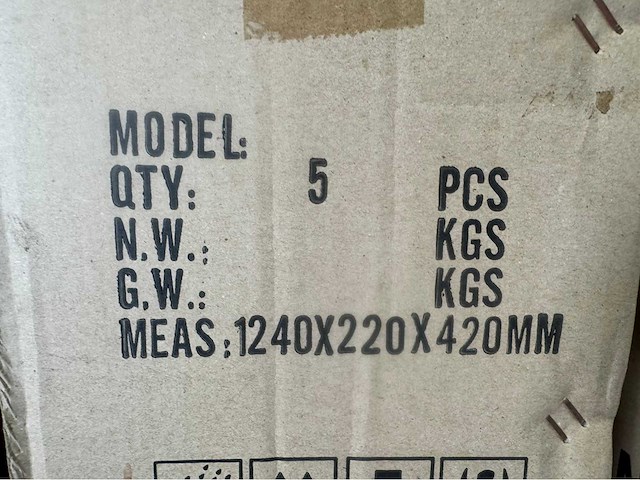 MODEL:
QTY: 5 PCS
N.W.: KGS
G.W.: KGS
MEAS:1240X220X420MM